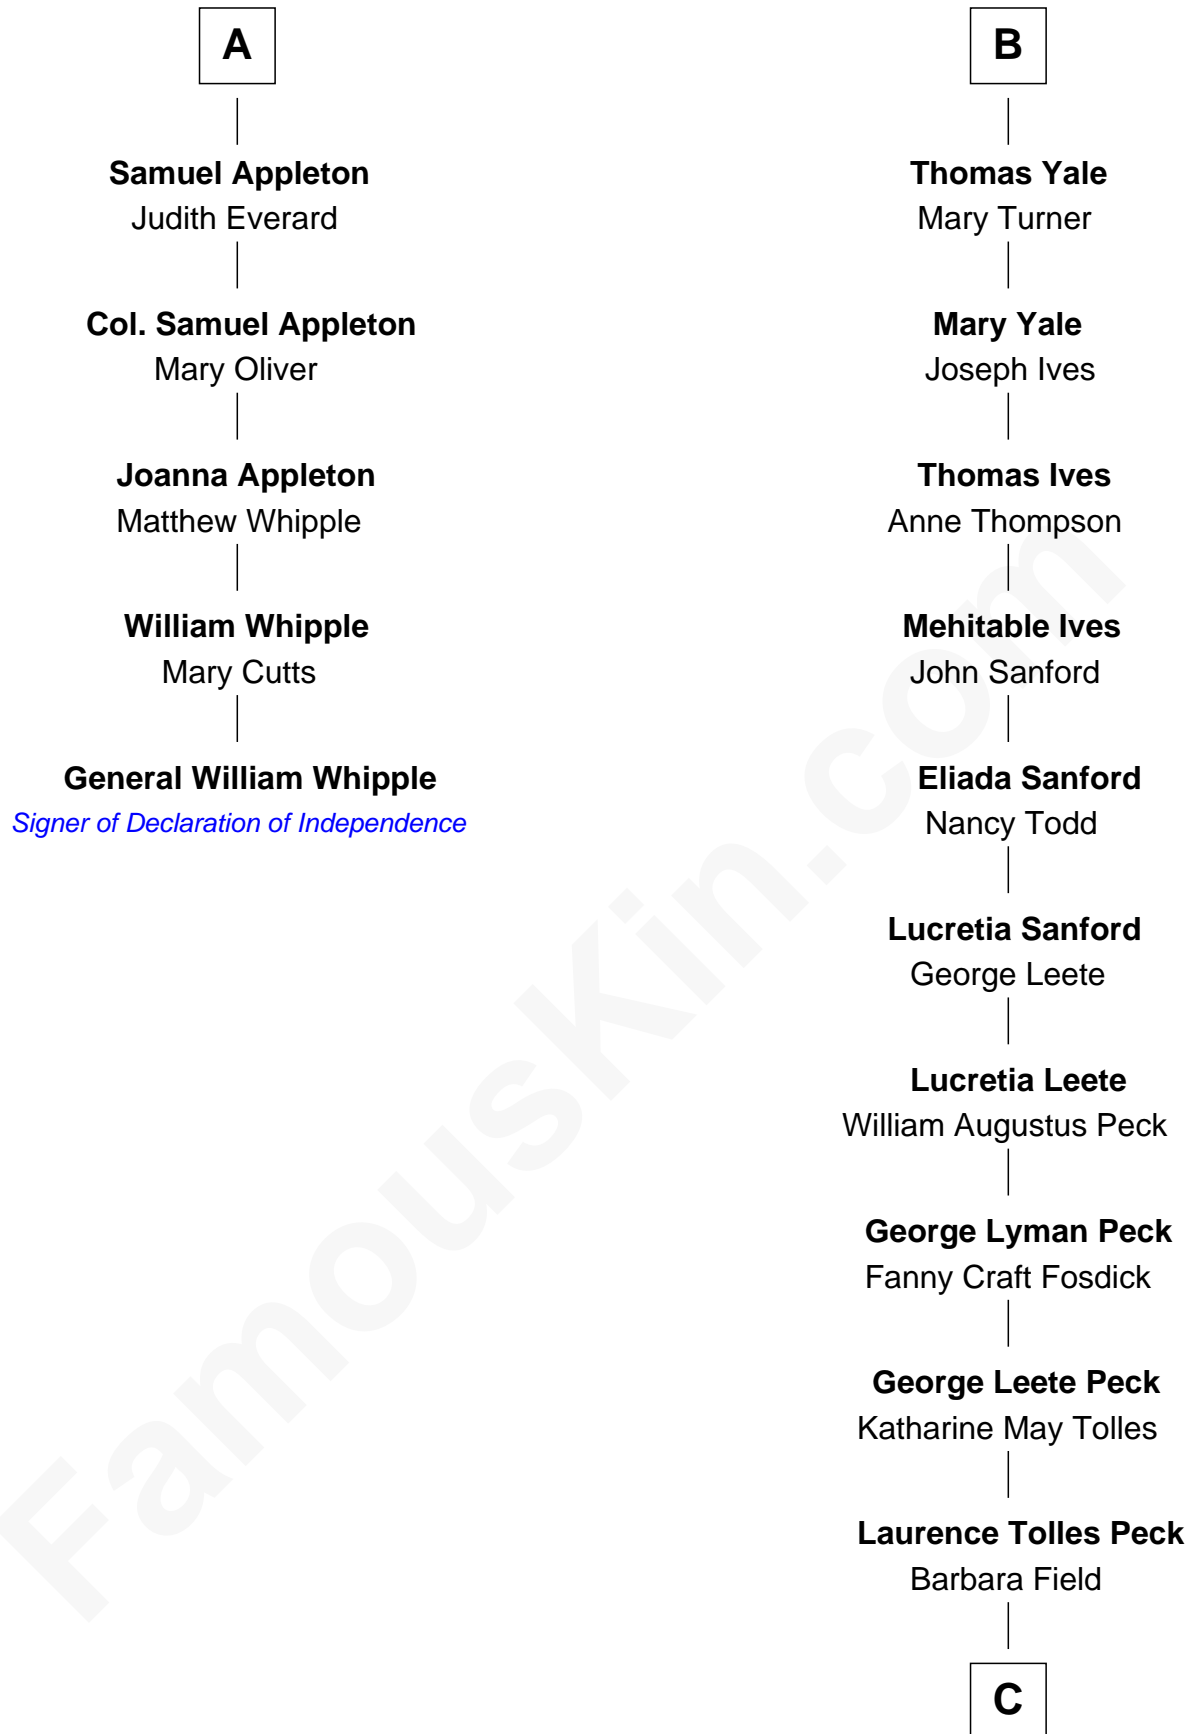 A
Samuel Appleton
Judith Everard
Col. Samuel Appleton
Mary Oliver
Joanna Appleton
Matthew Whipple
William Whipple
Mary Cutts
General William Whipple
Signer of Declaration of Independence
B
Thomas Yale
Mary Turner
Mary Yale
Joseph Ives
Thomas Ives
Anne Thompson
Mehitable Ives
John Sanford
Eliada Sanford
Nancy Todd
Lucretia Sanford
George Leete
Lucretia Leete
William Augustus Peck
George Lyman Peck
Fanny Craft Fosdick
George Leete Peck
Katharine May Tolles
Laurence Tolles Peck
Barbara Field
C
FamousKin.com